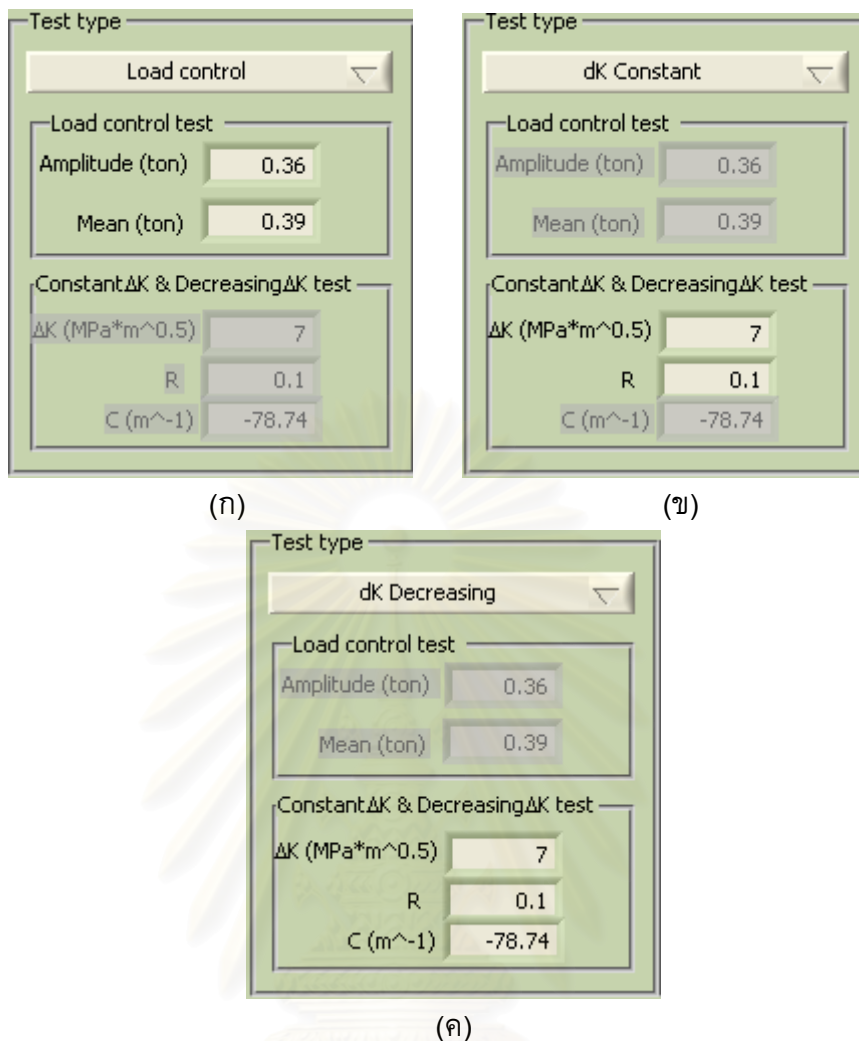 Test type
Load control
Load control test
Amplitude (ton) 0.36
Mean (ton) 0.39
ConstantΔK & DecreasingΔK test
ΔK (MPa*m^0.5) 7
R 0.1
C (m^-1) -78.74
(ก)
Test type
dK Constant
Load control test
Amplitude (ton) 0.36
Mean (ton) 0.39
ConstantΔK & DecreasingΔK test
ΔK (MPa*m^0.5) 7
R 0.1
C (m^-1) -78.74
(ข)
Test type
dK Decreasing
Load control test
Amplitude (ton) 0.36
Mean (ton) 0.39
ConstantΔK & DecreasingΔK test
ΔK (MPa*m^0.5) 7
R 0.1
C (m^-1) -78.74
(ค)